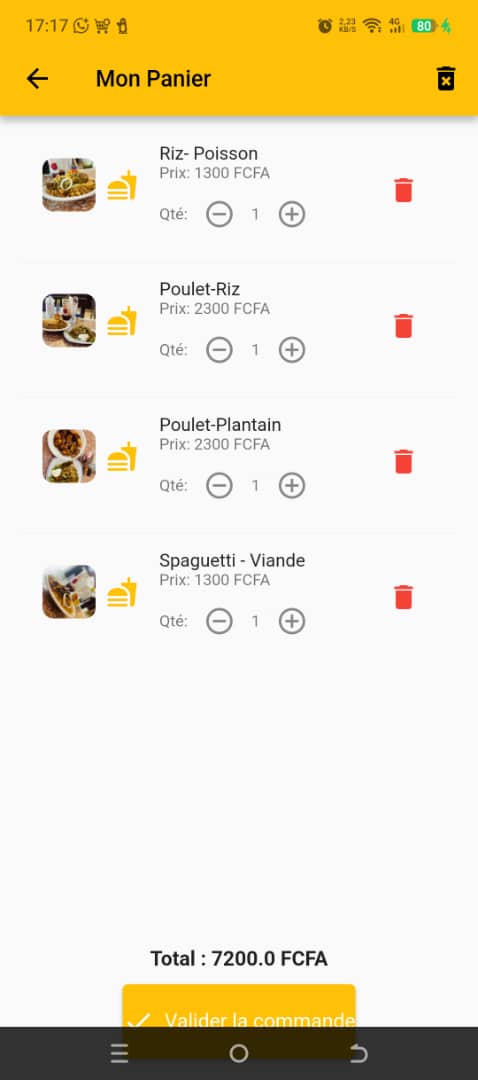 17:17
2,23
KB/S
4G
80
Mon Panier
Riz- Poisson
Prix: 1300 FCFA
Qté: 1
Poulet-Riz
Prix: 2300 FCFA
Qté: 1
Poulet-Plantain
Prix: 2300 FCFA
Qté: 1
Spaguetti - Viande
Prix: 1300 FCFA
Qté: 1
Total : 7200.0 FCFA
Valider la commande